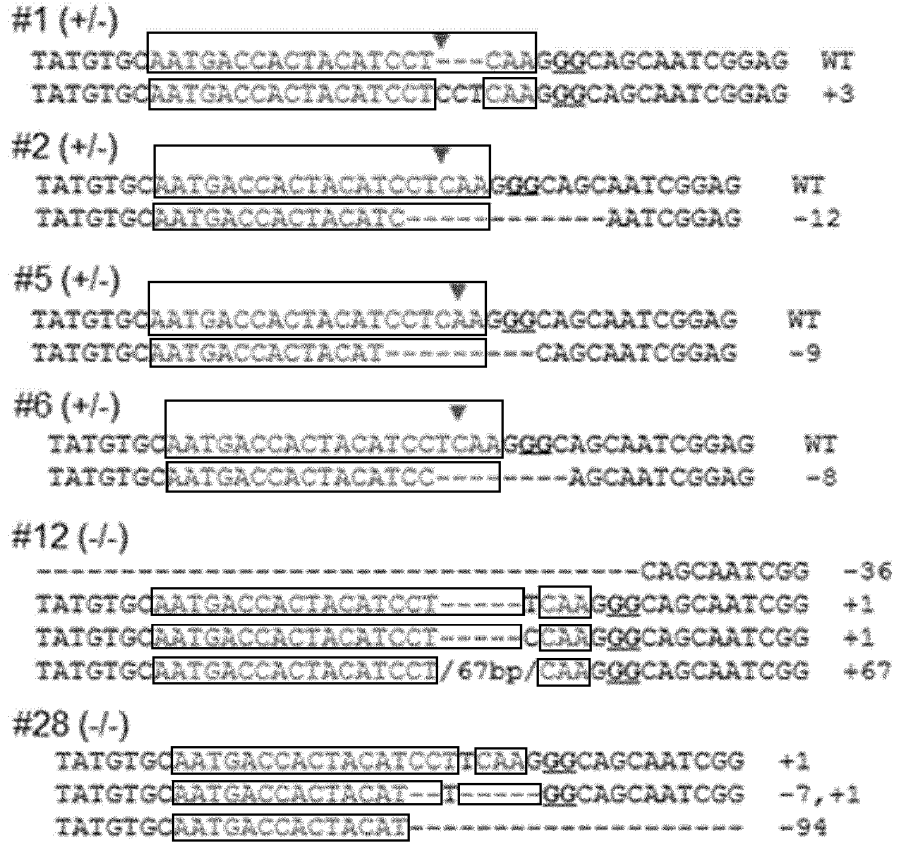 #1 (+/-)
TATGTGCAATGACCACTACATCCT---CAAGGGCAGCAATCGGAG WT
TATGTGCAATGACCACTACATCCTCCTCAAGGGCAGCAATCGGAG +3
#2 (+/-)
TATGTGCAATGACCACTACATCCTCAAGGGCAGCAATCGGAG WT
TATGTGCAATGACCACTACATC------------AATCGGAG -12
#5 (+/-)
TATGTGCAATGACCACTACATCCTCAAGGGCAGCAATCGGAG WT
TATGTGCAATGACCACTACAT---------CAGCAATCGGAG -9
#6 (+/-)
TATGTGCAATGACCACTACATCCTCAAGGGCAGCAATCGGAG WT
TATGTGCAATGACCACTACATCC--------AGCAATCGGAG -8
#12 (-/-)
------------------------------------CAGCAATCGG -36
TATGTGCAATGACCACTACATCCT-----TCAAGGGCAGCAATCGG +1
TATGTGCAATGACCACTACATCCT-----CCAAGGGCAGCAATCGG +1
TATGTGCAATGACCACTACATCCT/67bp/CAAGGGCAGCAATCGG +67
#28 (-/-)
TATGTGCAATGACCACTACATCCTTCAAGGGCAGCAATCGG +1
TATGTGCAATGACCACTACAT--T-----GGCAGCAATCGG -7,+1
TATGTGCAATGACCACTACAT-------------------- -94